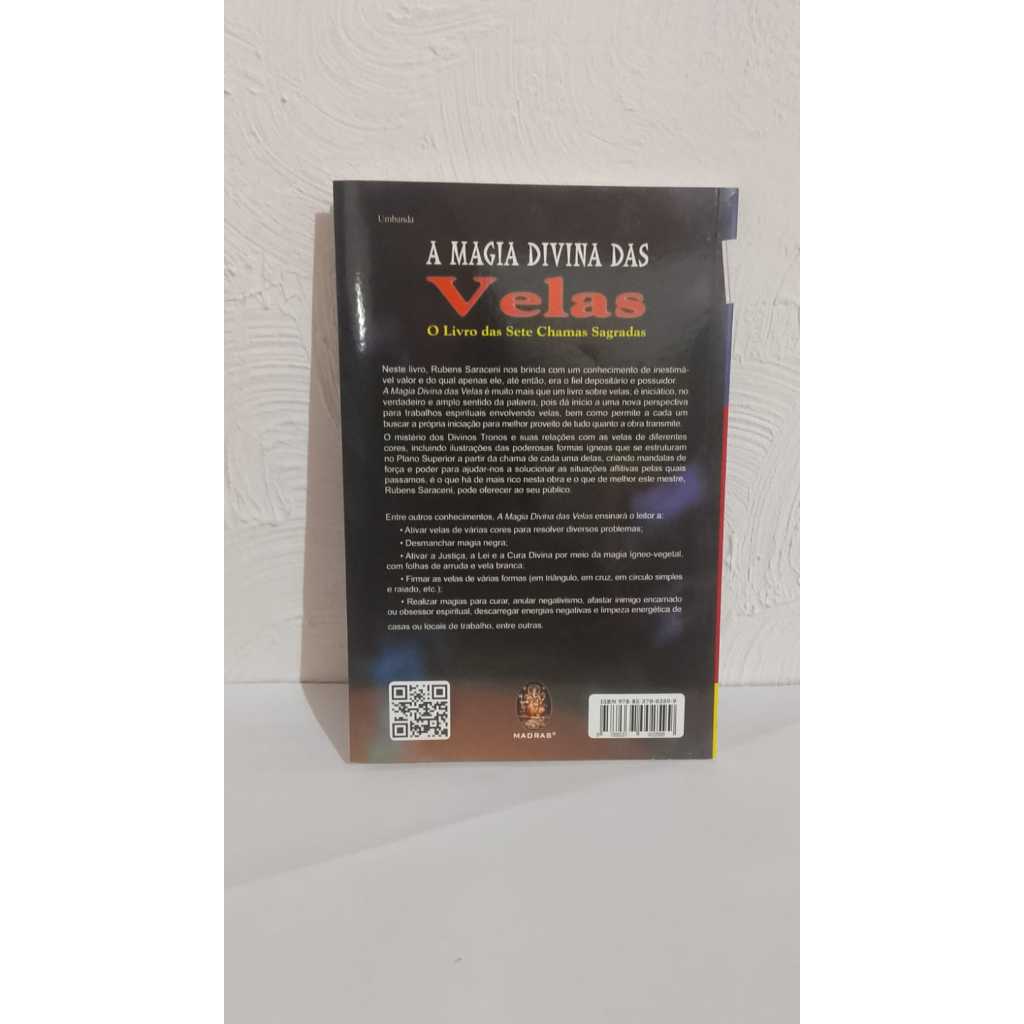 Umbanda
A MAGIA DIVINA DAS
Velas
O Livro das Sete Chamas Sagradas
Neste livro, Rubens Saraceni nos brinda com um conhecimento de inestimá-
vel valor e do qual apenas ele, até então, era o fiel depositário e possuidor.
A Magia Divina das Velas é muito mais que um livro sobre velas; é iniciático, no
verdadeiro e amplo sentido da palavra, pois dá início a uma nova perspectiva
para trabalhos espirituais envolvendo velas, bem como permite a cada um
buscar a própria iniciação para melhor proveito de tudo quanto a obra transmite.
O mistério dos Divinos Tronos e suas relações com as velas de diferentes
cores, incluindo ilustrações das poderosas formas ígneas que se estruturam
no Plano Superior a partir da chama de cada uma delas, criando mandalas de
força e poder para ajudar-nos a solucionar as situações aflitivas pelas quais
passamos, é o que há de mais rico nesta obra e o que de melhor este mestre,
Rubens Saraceni, pode oferecer ao seu público.
Entre outros conhecimentos, A Magia Divina das Velas ensinará o leitor a:
• Ativar velas de várias cores para resolver diversos problemas;
• Desmanchar magia negra;
• Ativar a Justiça, a Lei e a Cura Divina por meio da magia ígneo-vegetal,
com folhas de arruda e vela branca;
• Firmar as velas de várias formas (em triângulo, em cruz, em círculo simples
e raiado, etc.);
• Realizar magias para curar, anular negativismo, afastar inimigo encarnado
ou obsessor espiritual, descarregar energias negativas e limpeza energética de
casas ou locais de trabalho, entre outras.
MADRAS®
ISBN 978-85-370